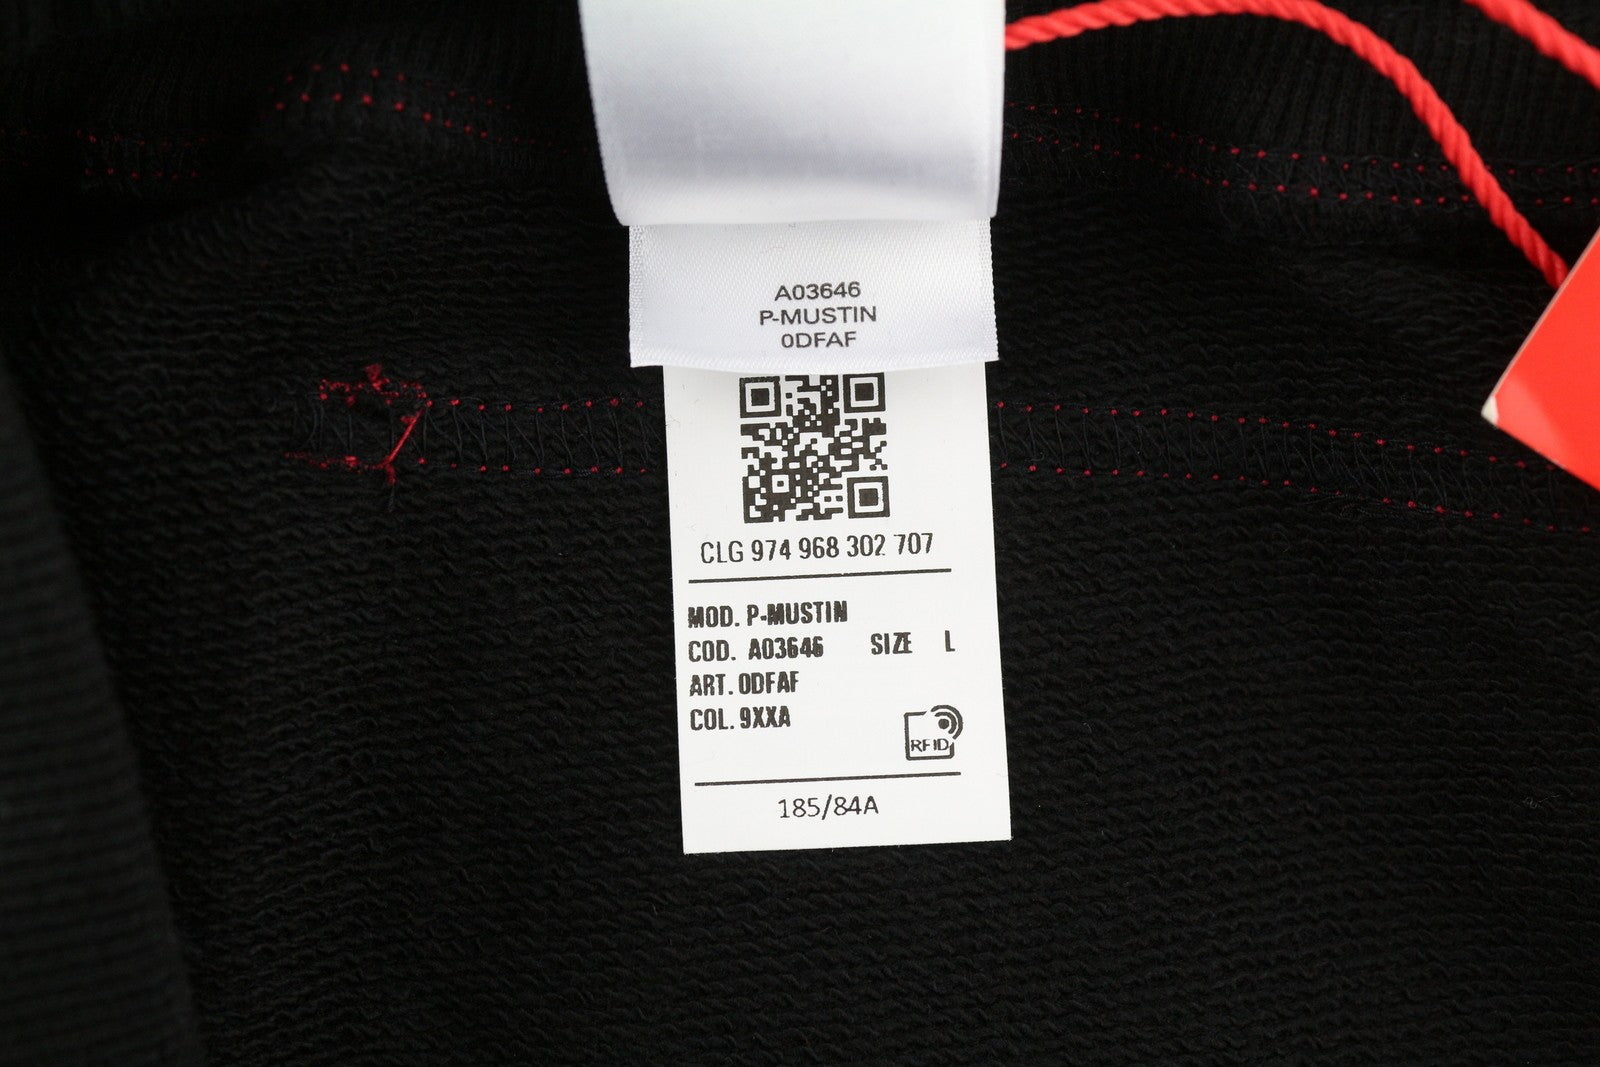 A03646
P-MUSTIN
0DFAF
CLG 974 968 302 707
MOD. P-MUSTIN
COD. A03646 SIZE L
ART. 0DFAF
COL. 9XXA
RFID
185/84A